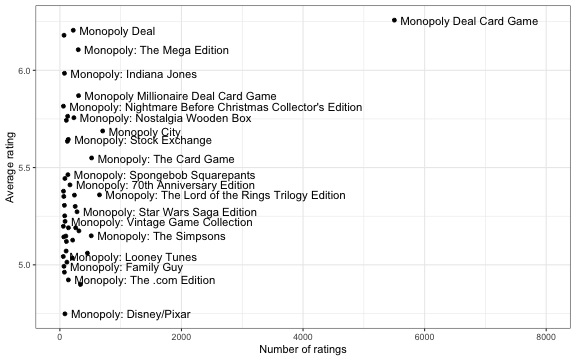 Monopoly Deal Card Game
Monopoly Deal
Monopoly: The Mega Edition
Monopoly: Indiana Jones
Monopoly Millionaire Deal Card Game
Monopoly: Nightmare Before Christmas Collector's Edition
Monopoly: Nostalgia Wooden Box
Monopoly City
Monopoly: Stock Exchange
Monopoly: The Card Game
Monopoly: Spongebob Squarepants
Monopoly: 70th Anniversary Edition
Monopoly: The Lord of the Rings Trilogy Edition
Monopoly: Star Wars Saga Edition
Monopoly: Vintage Game Collection
Monopoly: The Simpsons
Monopoly: Looney Tunes
Monopoly: Family Guy
Monopoly: The .com Edition
Monopoly: Disney/Pixar
6.0
5.5
5.0
Average rating
0 2000 4000 6000 8000
Number of ratings